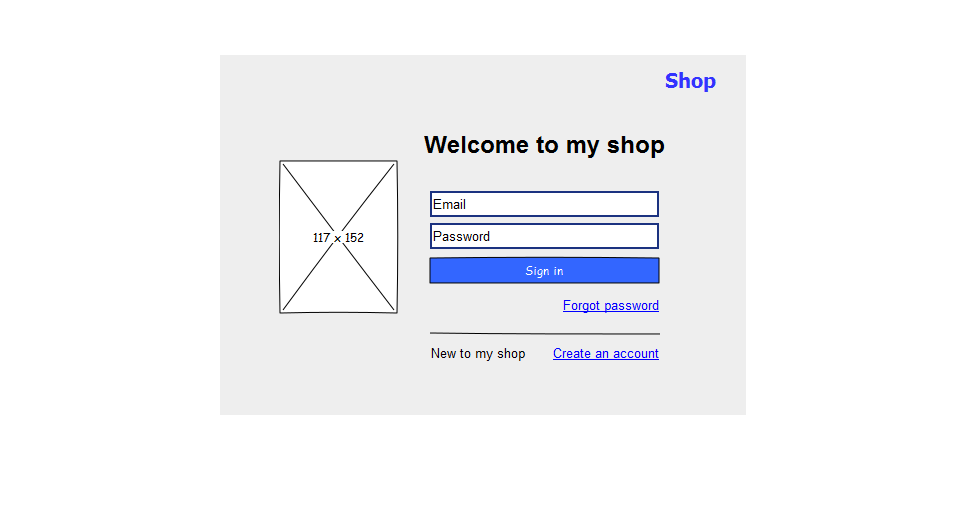 Shop
Welcome to my shop
117 x 152
Email
Password
Sign in
Forgot password
New to my shop Create an account